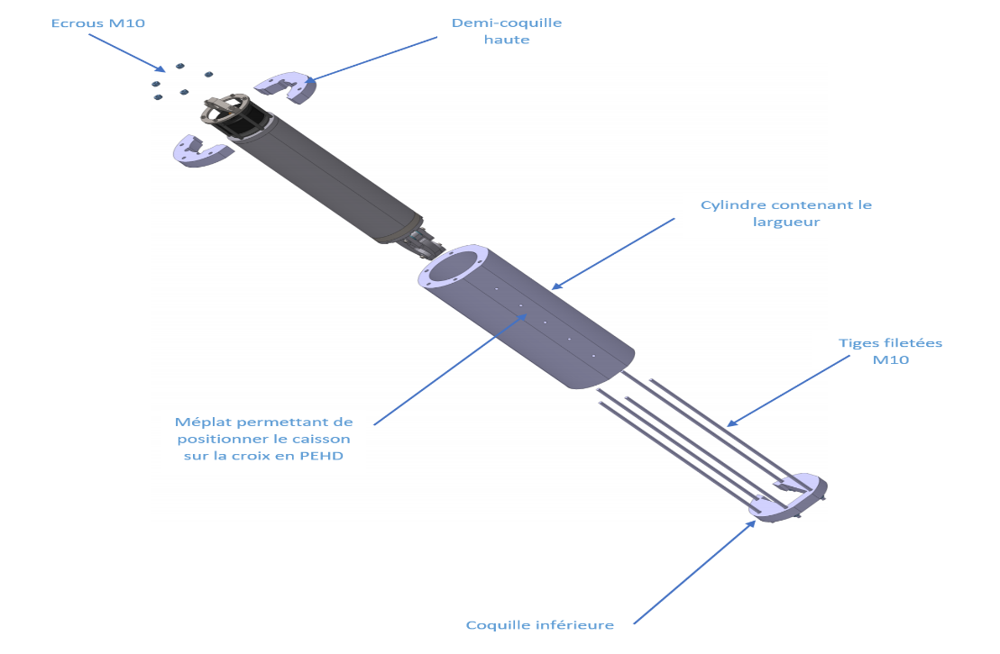 Ecrous M10
Demi-coquille
haute
Cylindre contenant le
largueur
Tiges filetées
M10
Méplat permettant de
positionner le caisson
sur la croix en PEHD
Coquille inférieure